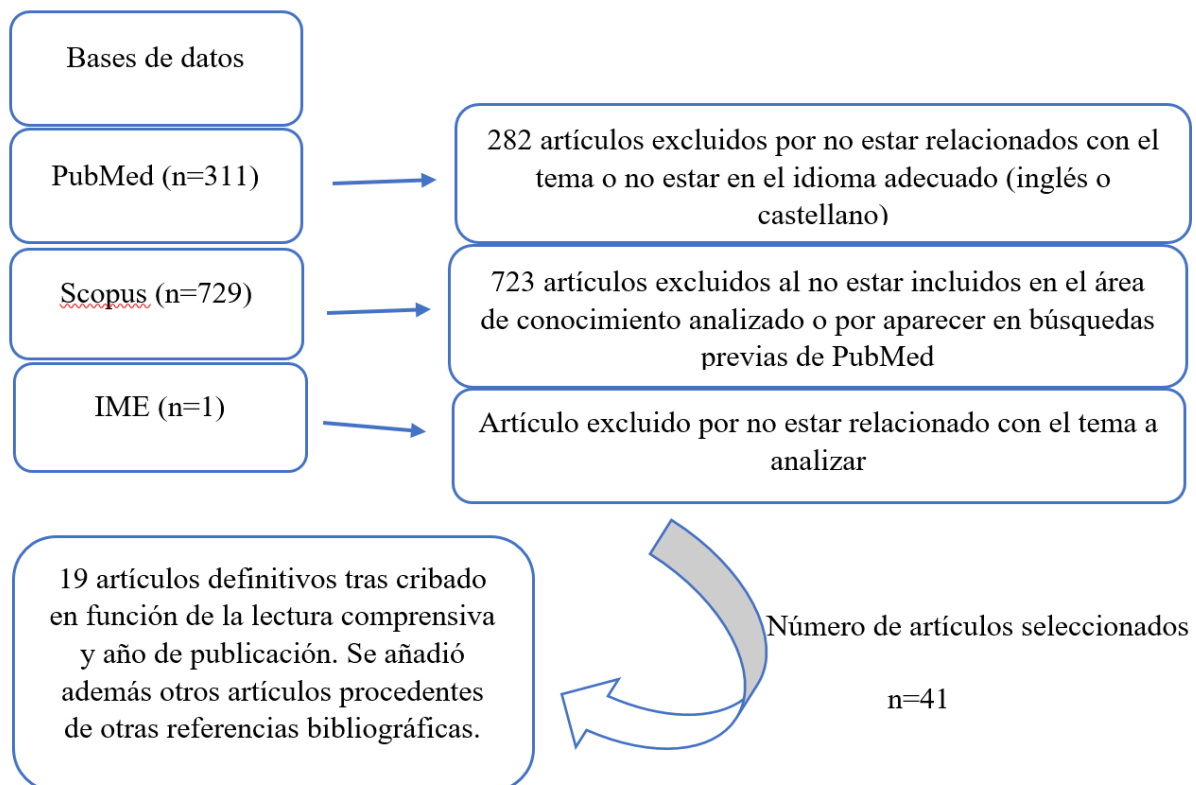 Bases de datos
PubMed (n=311)
282 artículos excluidos por no estar relacionados con el
tema o no estar en el idioma adecuado (inglés o
castellano)
Scopus (n=729)
723 artículos excluidos al no estar incluidos en el área
de conocimiento analizado o por aparecer en búsquedas
previas de PubMed
IME (n=1)
Artículo excluido por no estar relacionado con el tema a
analizar
19 artículos definitivos tras cribado
en función de la lectura comprensiva
y año de publicación. Se añadió
además otros artículos procedentes
de otras referencias bibliográficas.
Número de artículos seleccionados
n=41